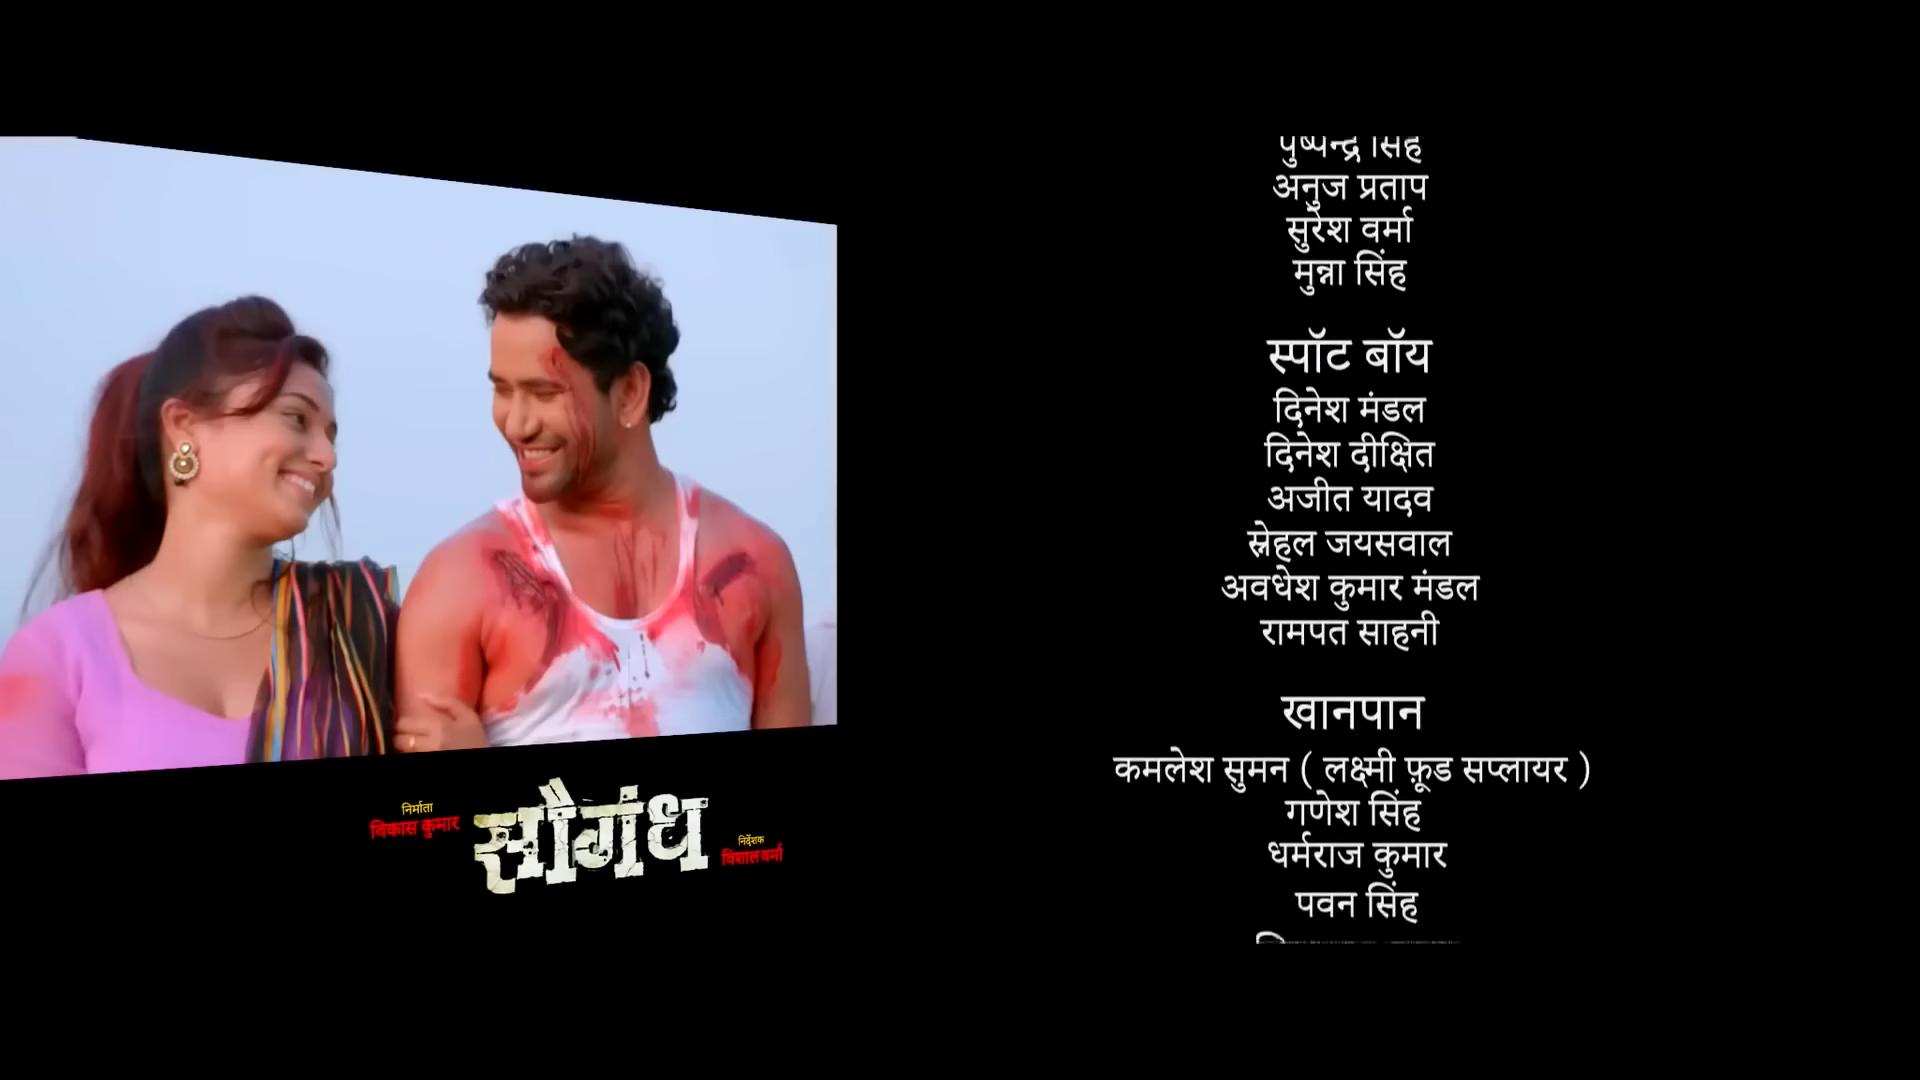 निर्माता
विकास कुमार
सौगंध
निर्देशक
विशाल वर्मा
पुष्पेन्द्र सिंह
अनुज प्रताप
सुरेश वर्मा
मुन्ना सिंह
स्पॉट बॉय
दिनेश मंडल
दिनेश दीक्षित
अजीत यादव
स्नेहल जयसवाल
अवधेश कुमार मंडल
रामपत साहनी
खानपान
कमलेश सुमन ( लक्ष्मी फ़ूड सप्लायर )
गणेश सिंह
धर्मराज कुमार
पवन सिंह